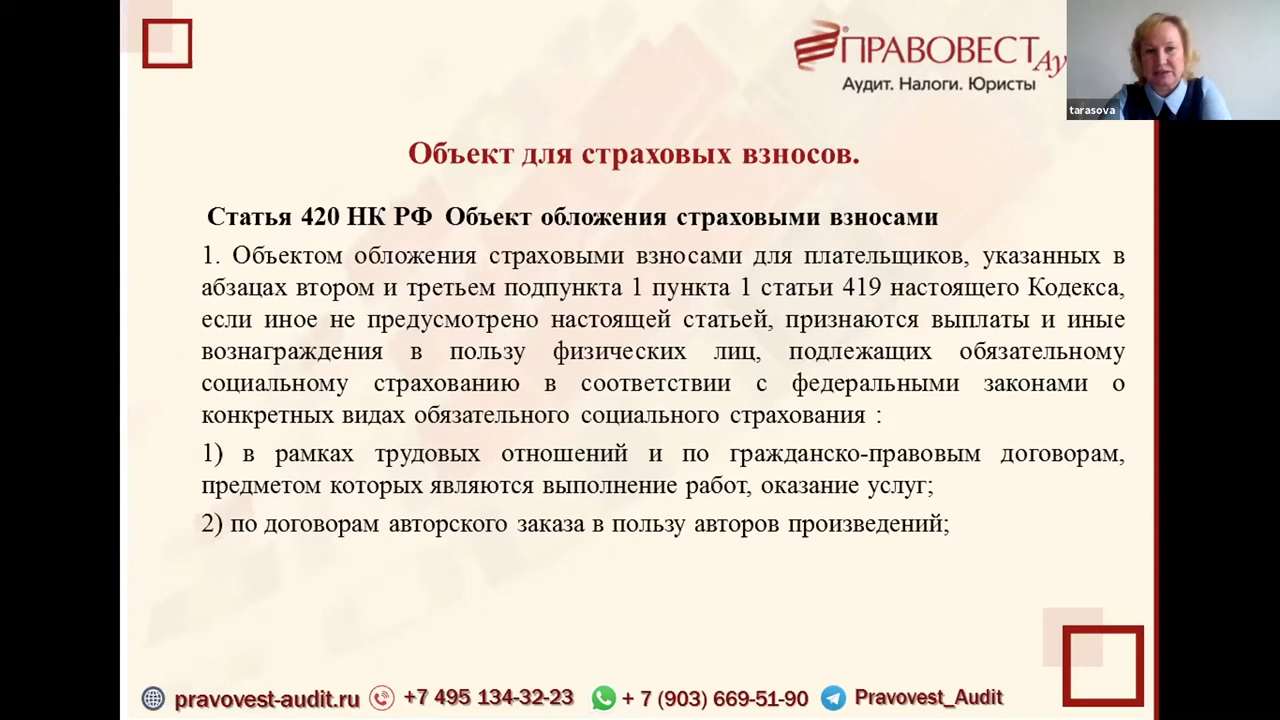 ПРАВОВЕСТ Ау
Аудит. Налоги. Юристы
tarasova
Объект для страховых взносов.
Статья 420 НК РФ Объект обложения страховыми взносами
1. Объектом обложения страховыми взносами для плательщиков, указанных в
абзацах втором и третьем подпункта 1 пункта 1 статьи 419 настоящего Кодекса,
если иное не предусмотрено настоящей статьей, признаются выплаты и иные
вознаграждения в пользу физических лиц, подлежащих обязательному
социальному страхованию в соответствии с федеральными законами о
конкретных видах обязательного социального страхования :
1) в рамках трудовых отношений и по гражданско-правовым договорам,
предметом которых являются выполнение работ, оказание услуг;
2) по договорам авторского заказа в пользу авторов произведений;
pravovest-audit.ru +7 495 134-32-23 + 7 (903) 669-51-90 Pravovest_Audit